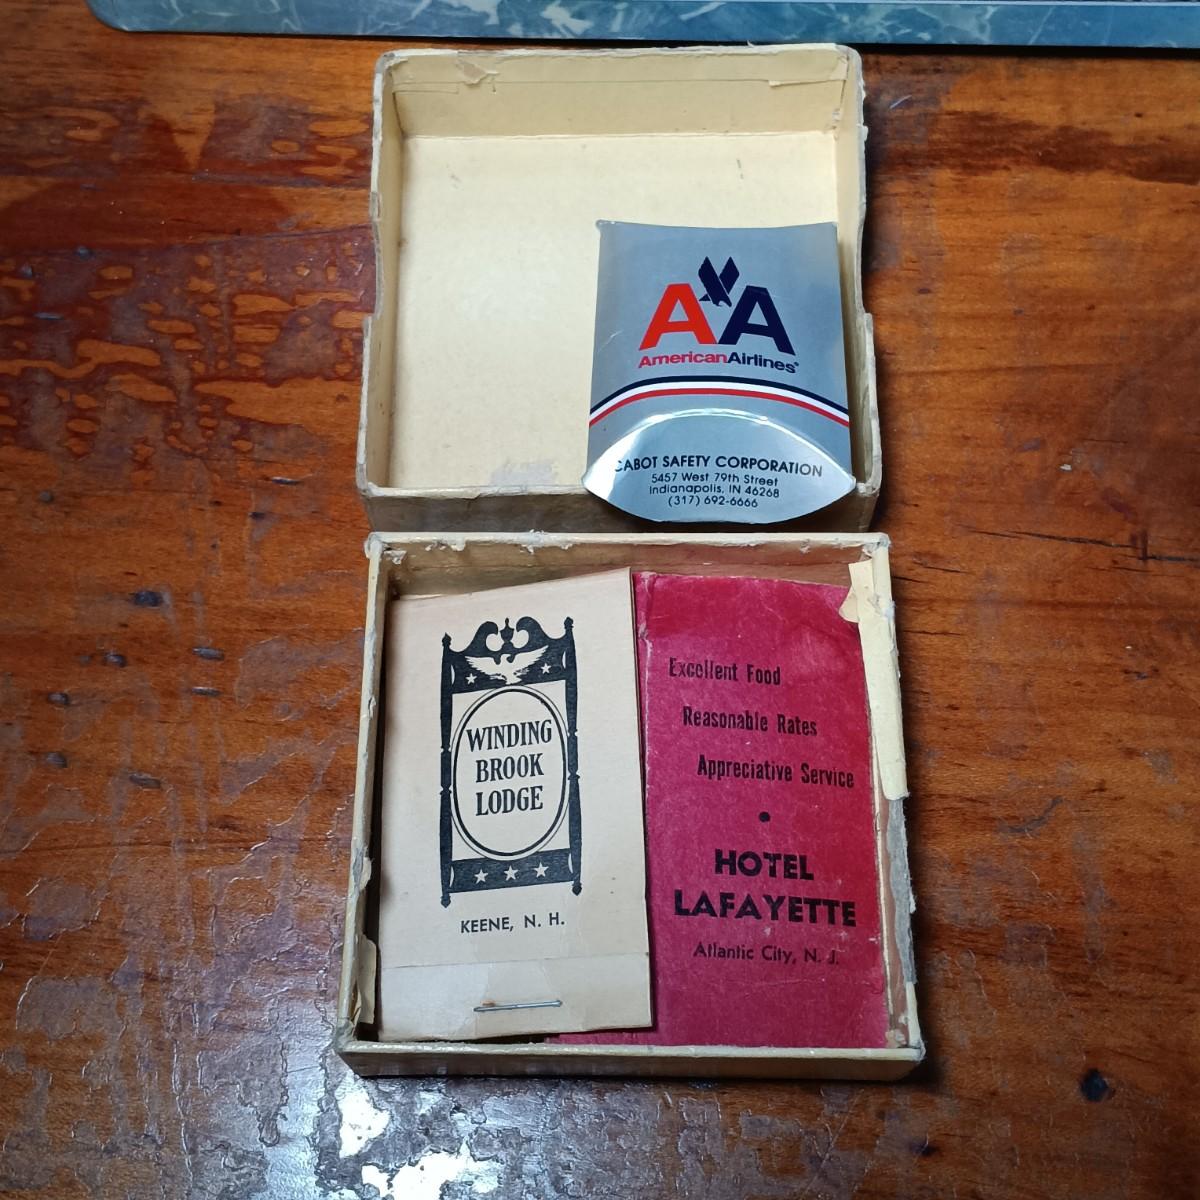 AA
AmericanAirlines®
CABOT SAFETY CORPORATION
5457 West 79th Street
Indianapolis, IN 46268
(317) 692-6666
WINDING
BROOK
LODGE
KEENE, N. H.
Excellent Food
Reasonable Rates
Appreciative Service
•
HOTEL
LAFAYETTE
Atlantic City, N. J.